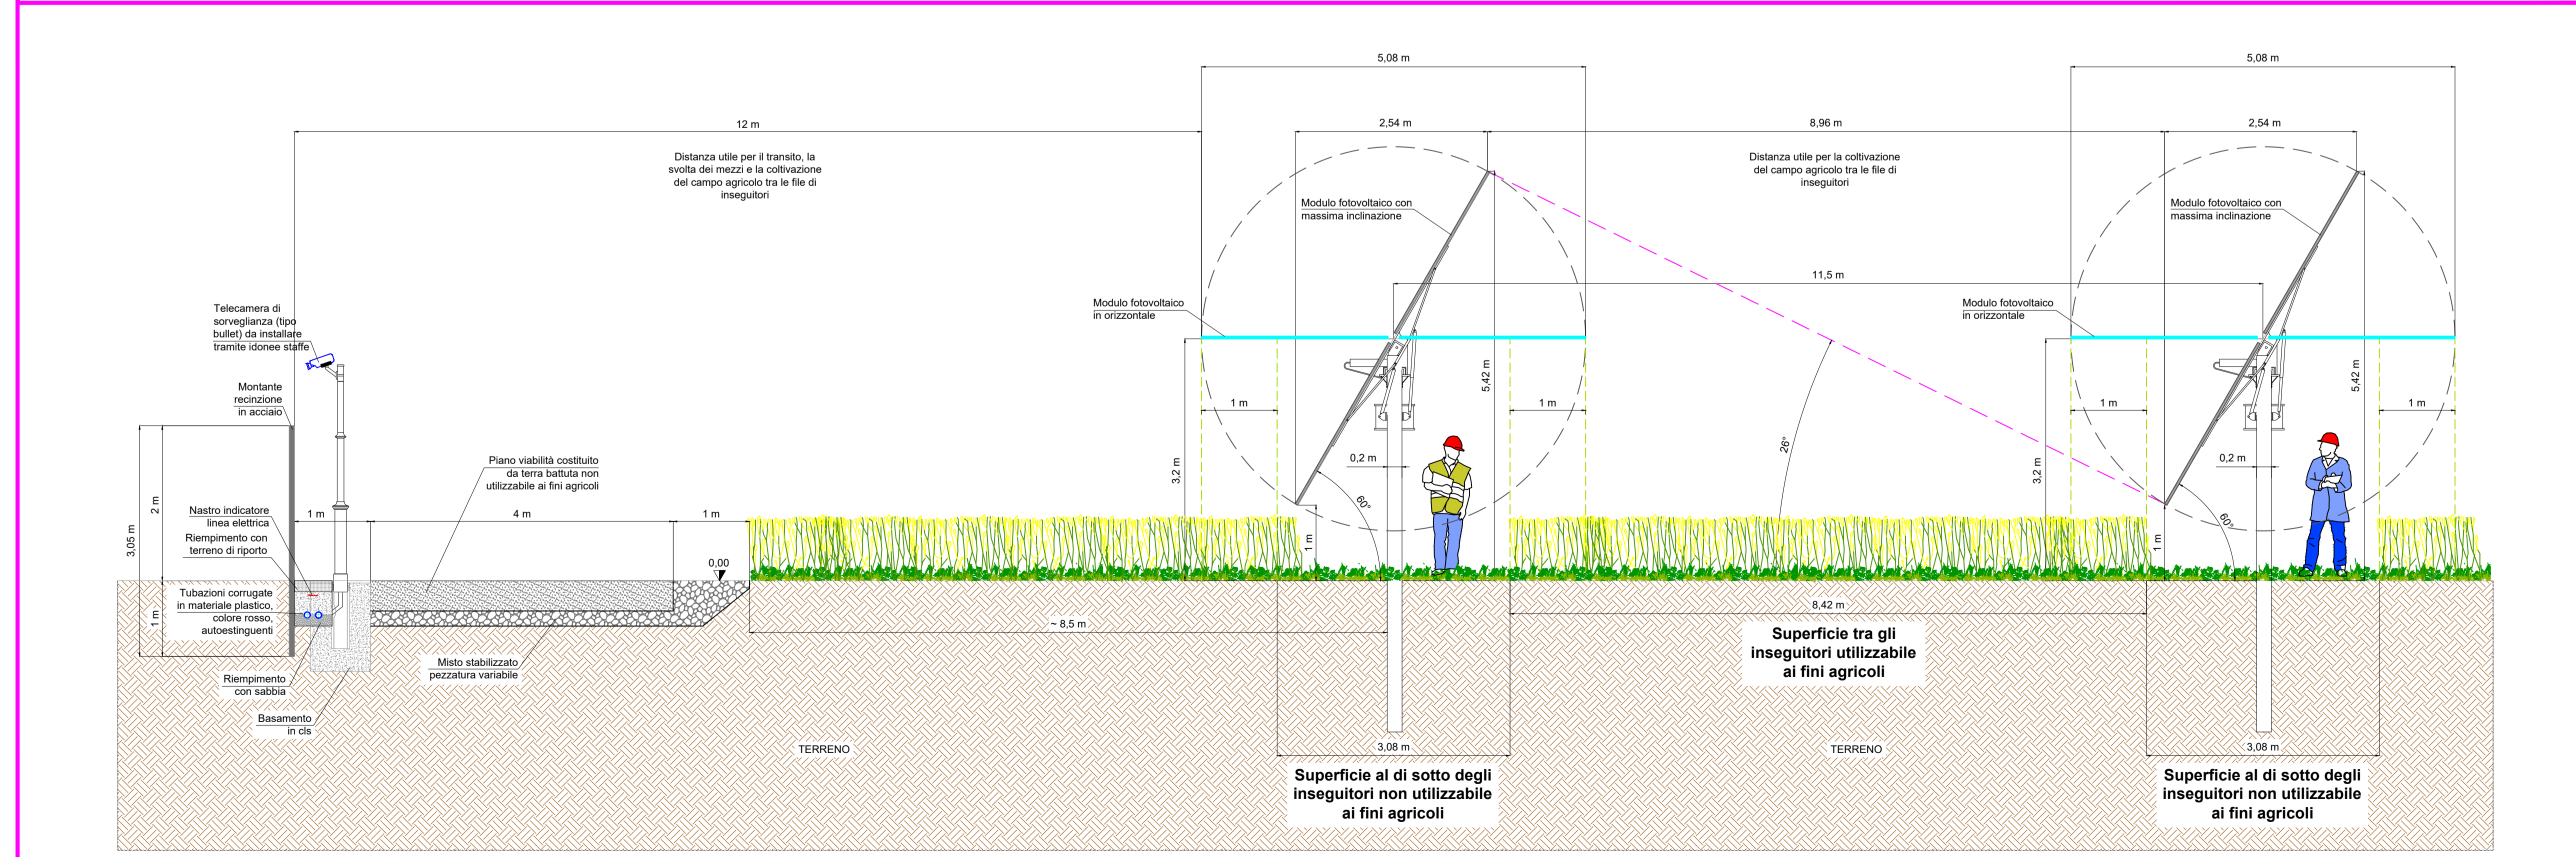 5,08 m
5,08 m
12 m
2,54 m
8,96 m
2,54 m
Distanza utile per il transito, la
svolta dei mezzi e la coltivazione
del campo agricolo tra le file di
inseguitori
Distanza utile per la coltivazione
del campo agricolo tra le file di
inseguitori
Modulo fotovoltaico con
massima inclinazione
Modulo fotovoltaico con
massima inclinazione
11,5 m
Modulo fotovoltaico
in orizzontale
Modulo fotovoltaico
in orizzontale
Telecamera di
sorveglianza (tipo
bullet) da installare
tramite idonee staffe
Montante
recinzione
in acciaio
5,42 m
5,42 m
1 m
1 m
1 m
1 m
26°
0,2 m
0,2 m
3,2 m
3,2 m
Piano viabilità costituito
da terra battuta non
utilizzabile ai fini agricoli
60°
60°
2 m
3,05 m
Nastro indicatore
linea elettrica
1 m
4 m
1 m
Riempimento con
terreno di riporto
1 m
1 m
0,00
Tubazioni corrugate
in materiale plastico,
colore rosso,
autoestinguenti
1 m
~ 8,5 m
8,42 m
Superficie tra gli
inseguitori utilizzabile
ai fini agricoli
Misto stabilizzato
pezzatura variabile
Riempimento
con sabbia
Basamento
in cls
TERRENO
TERRENO
3,08 m
3,08 m
Superficie al di sotto degli
inseguitori non utilizzabile
ai fini agricoli
Superficie al di sotto degli
inseguitori non utilizzabile
ai fini agricoli